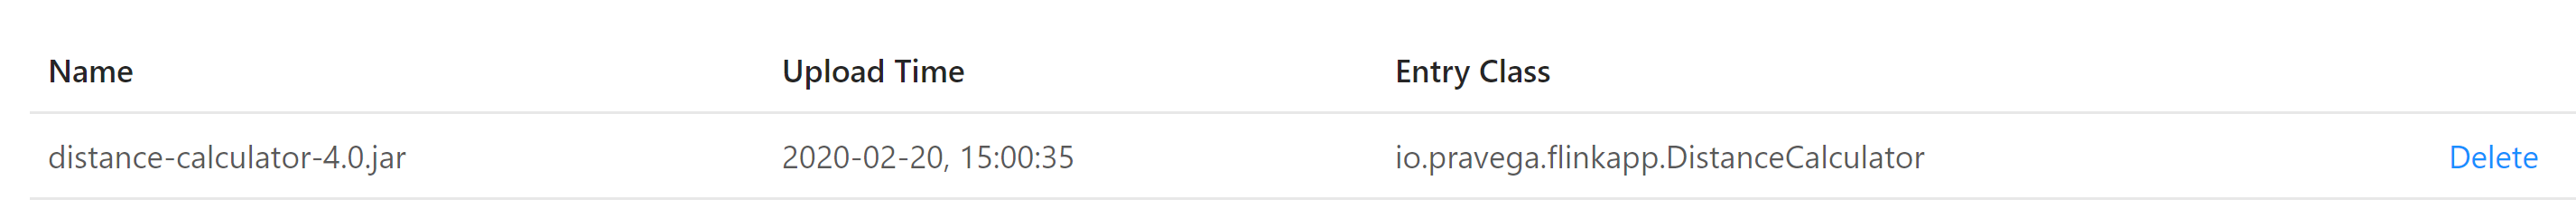 Name Upload Time Entry Class
distance-calculator-4.0.jar 2020-02-20, 15:00:35 io.pravega.flinkapp.DistanceCalculator Delete